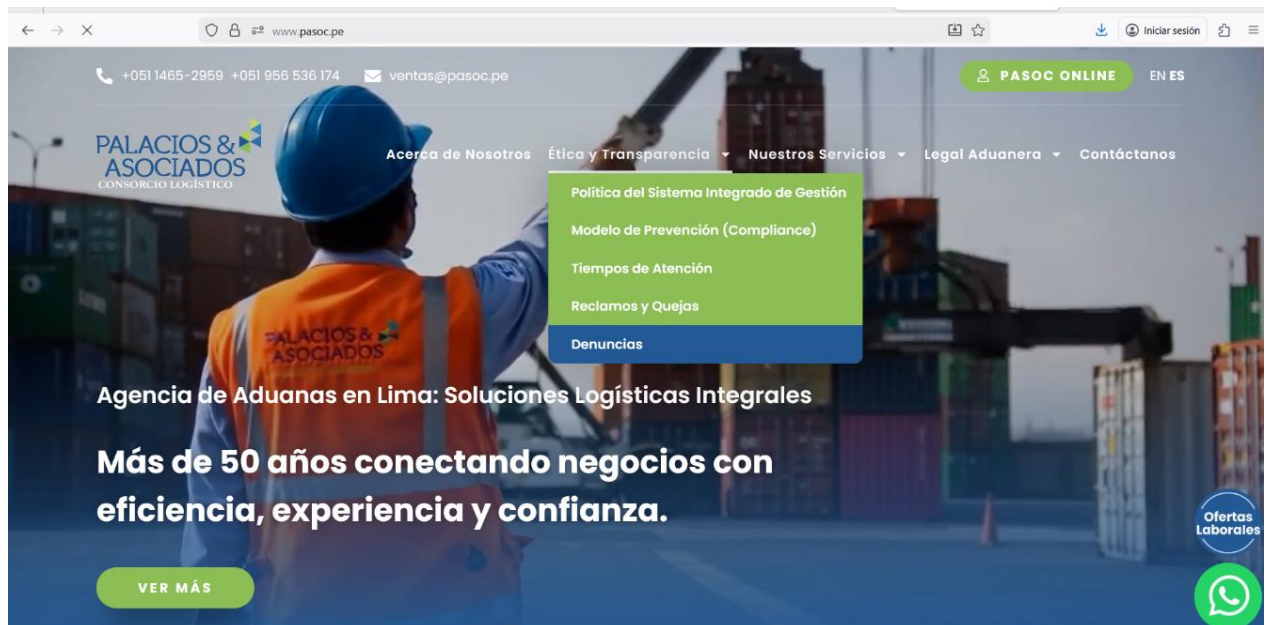 www.pasoc.pe
Iniciar sesión
+051 1465-2959 +051 956 536 174 ventas@pasoc.pe
PASOC ONLINE
EN ES
PALACIOS &
ASOCIADOS
CONSORCIO LOGÍSTICO
Acerca de Nosotros Ética y Transparencia Nuestros Servicios Legal Aduanera Contáctanos
Política del Sistema Integrado de Gestión
Modelo de Prevención (Compliance)
Tiempos de Atención
Reclamos y Quejas
Denuncias
PALACIOS &
ASOCIADOS
Agencia de Aduanas en Lima: Soluciones Logísticas Integrales
Más de 50 años conectando negocios con
eficiencia, experiencia y confianza.
Ofertas
Laborales
VER MÁS